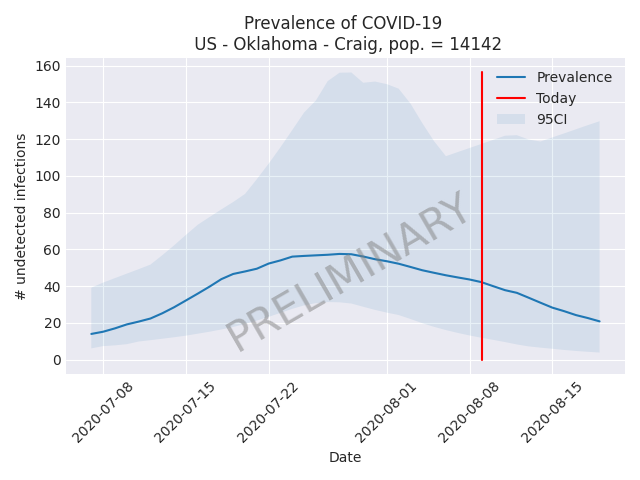 Prevalence of COVID-19
US - Oklahoma - Craig, pop. = 14142
# undetected infections
160
140
120
100
80
60
40
20
0
Prevalence
Today
95CI
PRELIMINARY
2020-07-08
2020-07-15
2020-07-22
2020-08-01
2020-08-08
2020-08-15
Date